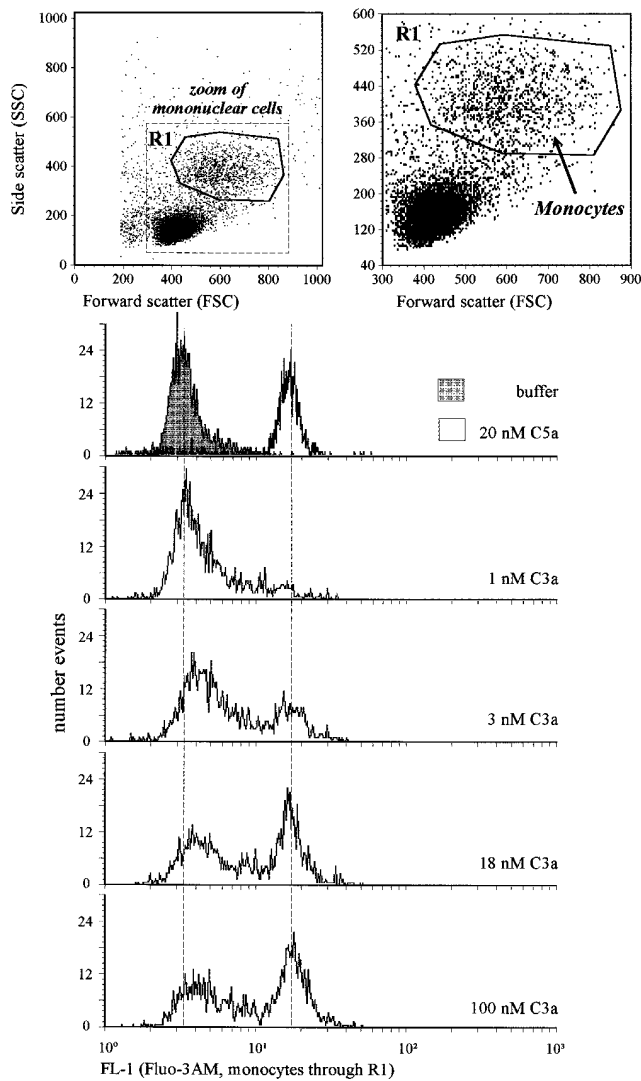 1000
800
600
400
200
0
Side scatter (SSC)
zoom of
mononuclear cells
R1
0 200 400 600 800 1000
Forward scatter (FSC)
600
520
440
360
280
200
120
40
R1
Monocytes
300 400 500 600 700 800 900
Forward scatter (FSC)
number events
24
12
0
buffer
20 nM C5a
24
12
0
1 nM C3a
24
12
0
3 nM C3a
24
12
0
18 nM C3a
24
12
0
100 nM C3a
10⁰ 10¹ 10² 10³
FL-1 (Fluo-3AM, monocytes through R1)